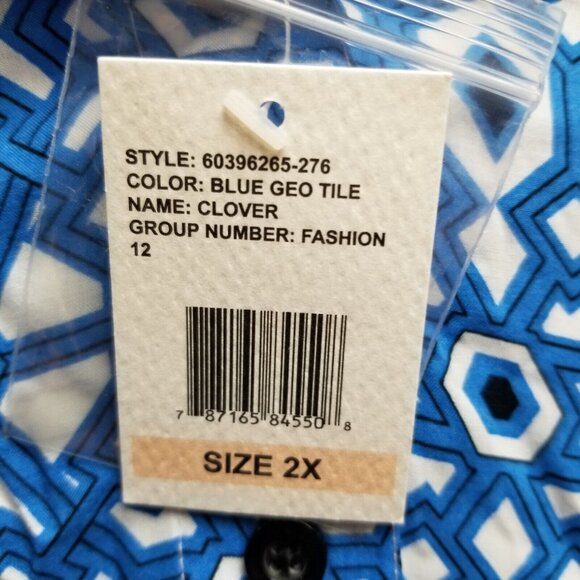 STYLE: 60396265-276
COLOR: BLUE GEO TILE
NAME: CLOVER
GROUP NUMBER: FASHION
12
7 87165 84550 8
SIZE 2X